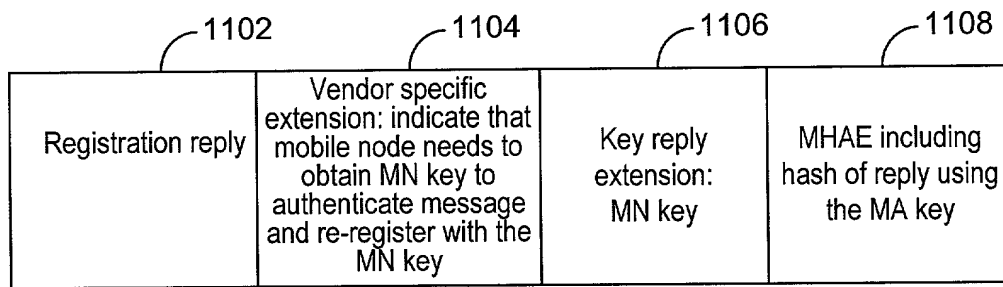 1102
1104
1106
1108
Registration reply
Vendor specific
extension: indicate that
mobile node needs to
obtain MN key to
authenticate message
and re-register with the
MN key
Key reply
extension:
MN key
MHAE including
hash of reply using
the MA key